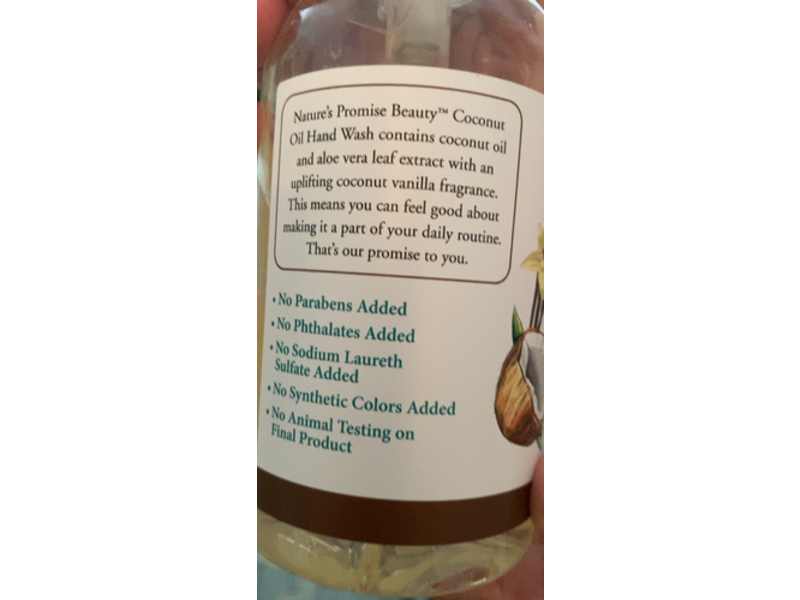 Nature's Promise Beauty™ Coconut
Oil Hand Wash contains coconut oil
and aloe vera leaf extract with an
uplifting coconut vanilla fragrance.
This means you can feel good about
making it a part of your daily routine.
That's our promise to you.
• No Parabens Added
• No Phthalates Added
• No Sodium Laureth
Sulfate Added
• No Synthetic Colors Added
• No Animal Testing on
Final Product